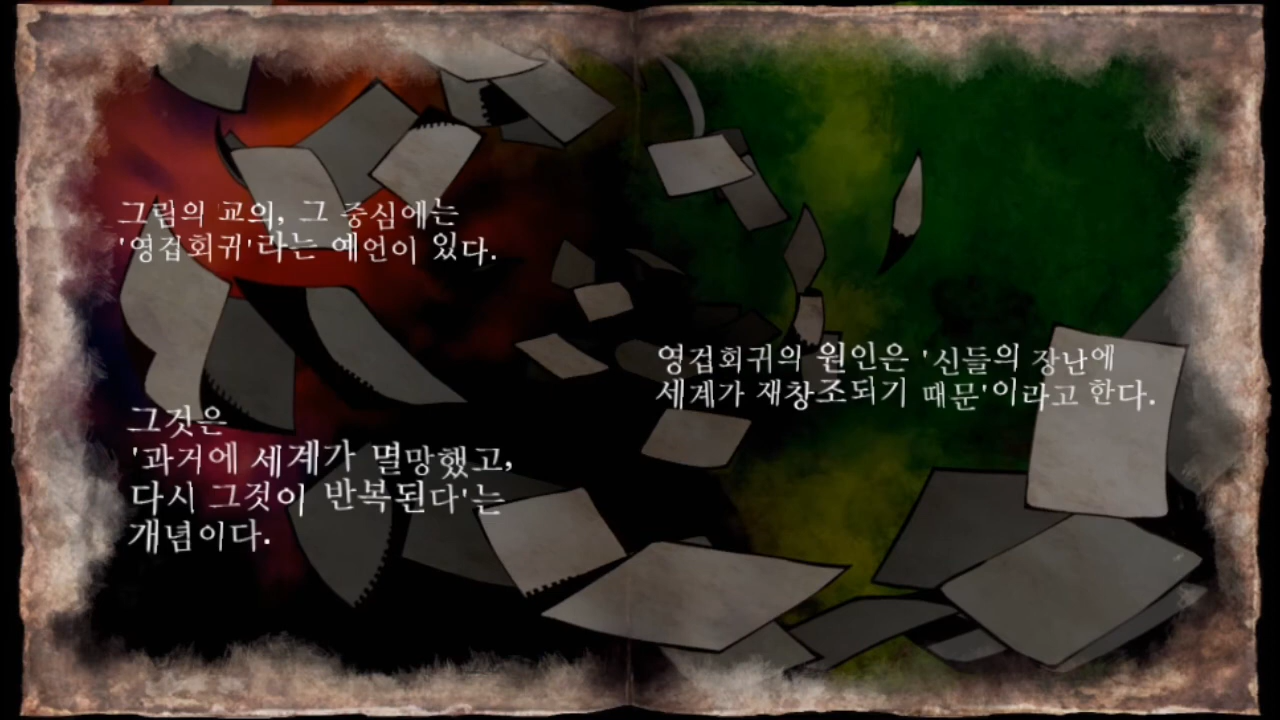 그림의 교의, 그 중심에는
'영겁회귀'라는 예언이 있다.
그것은
'과거에 세계가 멸망했고,
다시 그것이 반복된다'는
개념이다.
영겁회귀의 원인은 '신들의 장난에
세계가 재창조되기 때문'이라고 한다.